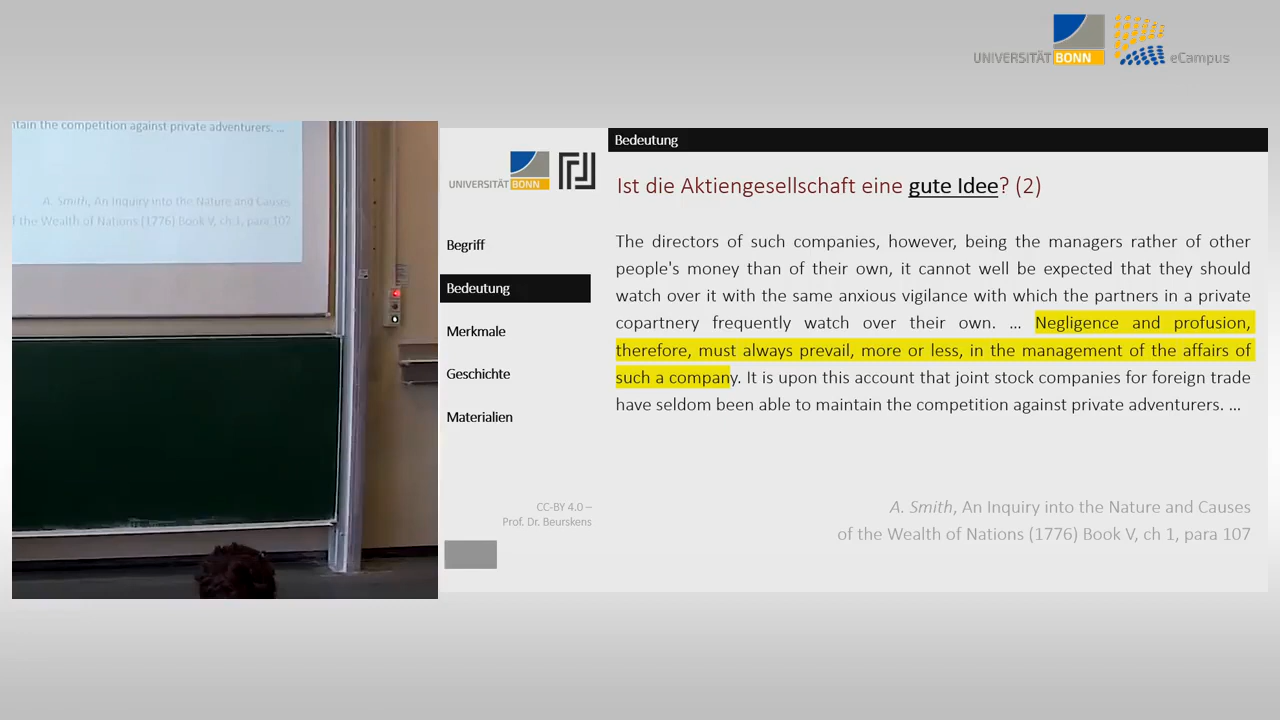 UNIVERSITÄT BONN
eCampus
tain the competition against private adventurers. ...
A. Smith, An Inquiry into the Nature and Causes
the Wealth of Nations (1776) Book V, ch 1, para 107
UNIVERSITÄT BONN
Begriff
Bedeutung
Merkmale
Geschichte
Materialien
CC-BY 4.0 –
Prof. Dr. Beurskens
Bedeutung
Ist die Aktiengesellschaft eine gute Idee? (2)
The directors of such companies, however, being the managers rather of other
people's money than of their own, it cannot well be expected that they should
watch over it with the same anxious vigilance with which the partners in a private
copartnery frequently watch over their own. ... Negligence and profusion,
therefore, must always prevail, more or less, in the management of the affairs of
such a company. It is upon this account that joint stock companies for foreign trade
have seldom been able to maintain the competition against private adventurers. ...
A. Smith, An Inquiry into the Nature and Causes
of the Wealth of Nations (1776) Book V, ch 1, para 107